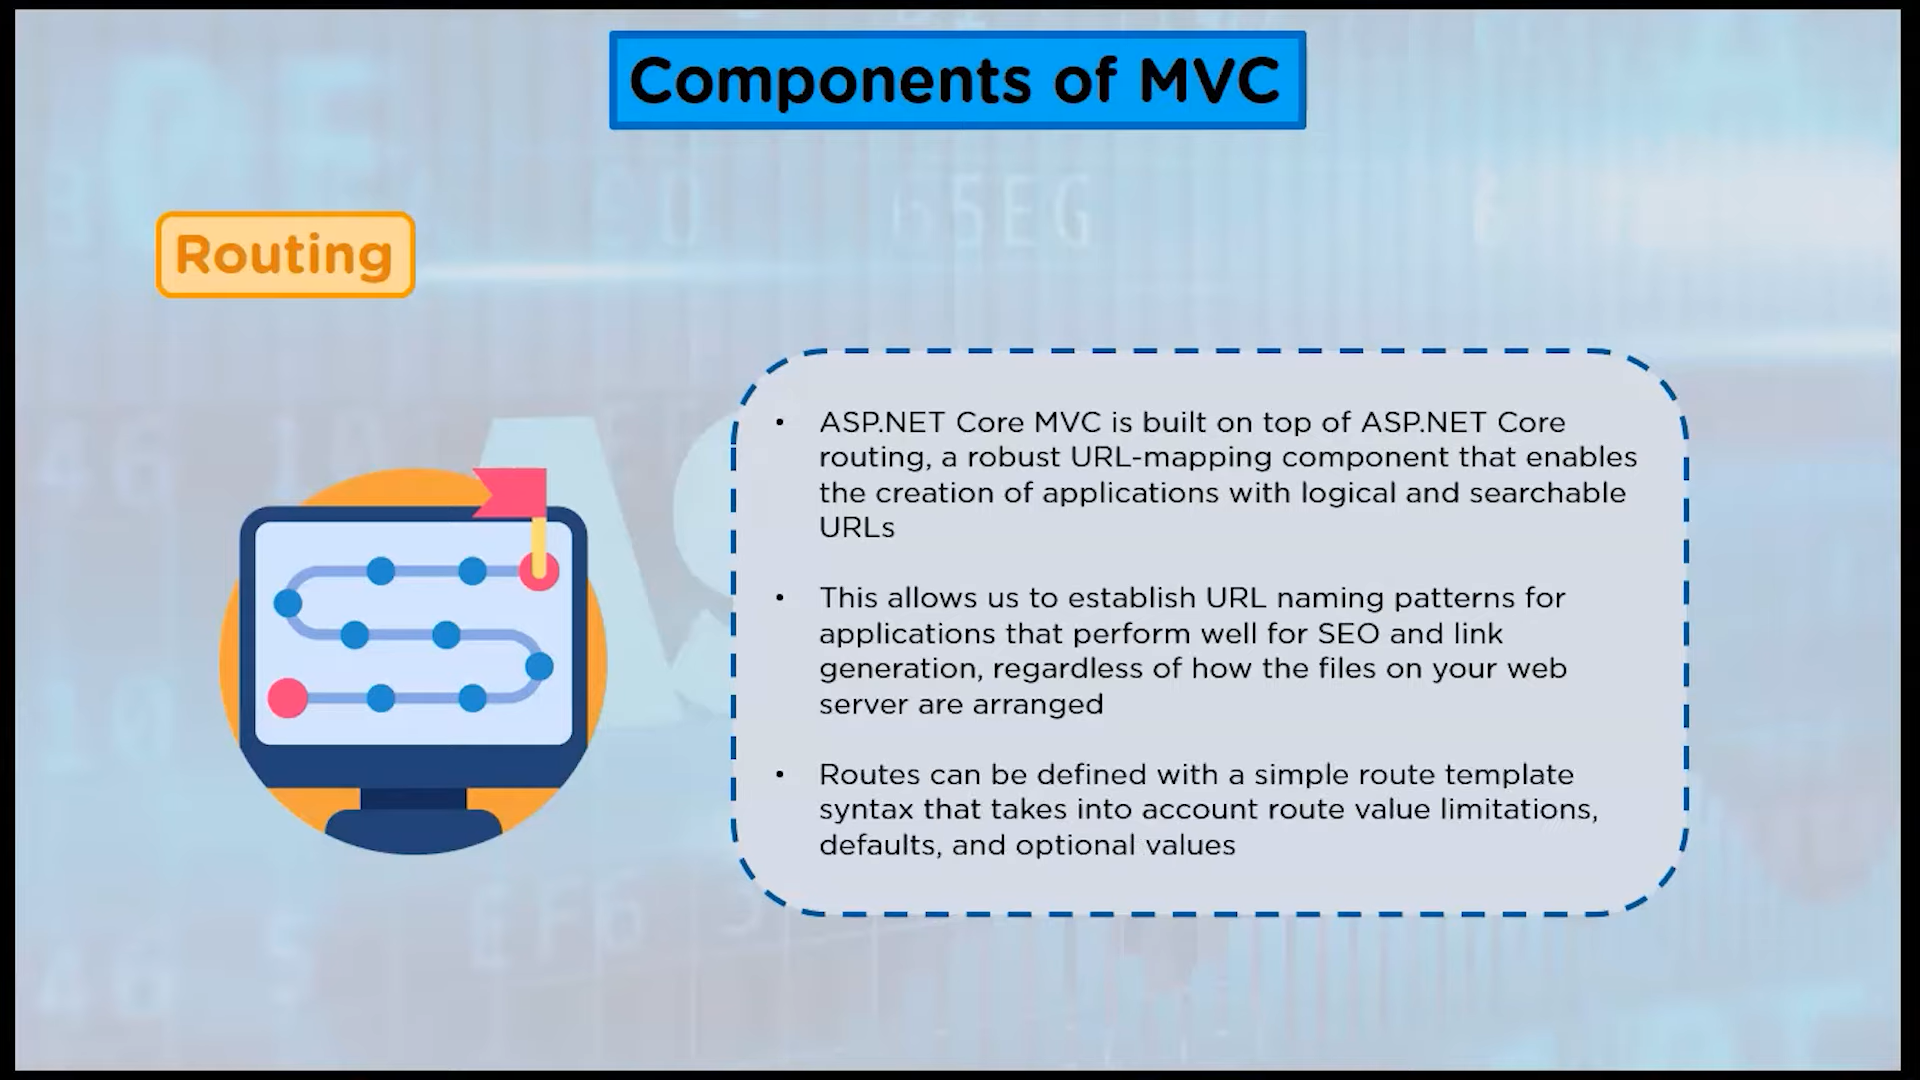 Components of MVC
Routing
• ASP.NET Core MVC is built on top of ASP.NET Core
routing, a robust URL-mapping component that enables
the creation of applications with logical and searchable
URLs
• This allows us to establish URL naming patterns for
applications that perform well for SEO and link
generation, regardless of how the files on your web
server are arranged
• Routes can be defined with a simple route template
syntax that takes into account route value limitations,
defaults, and optional values